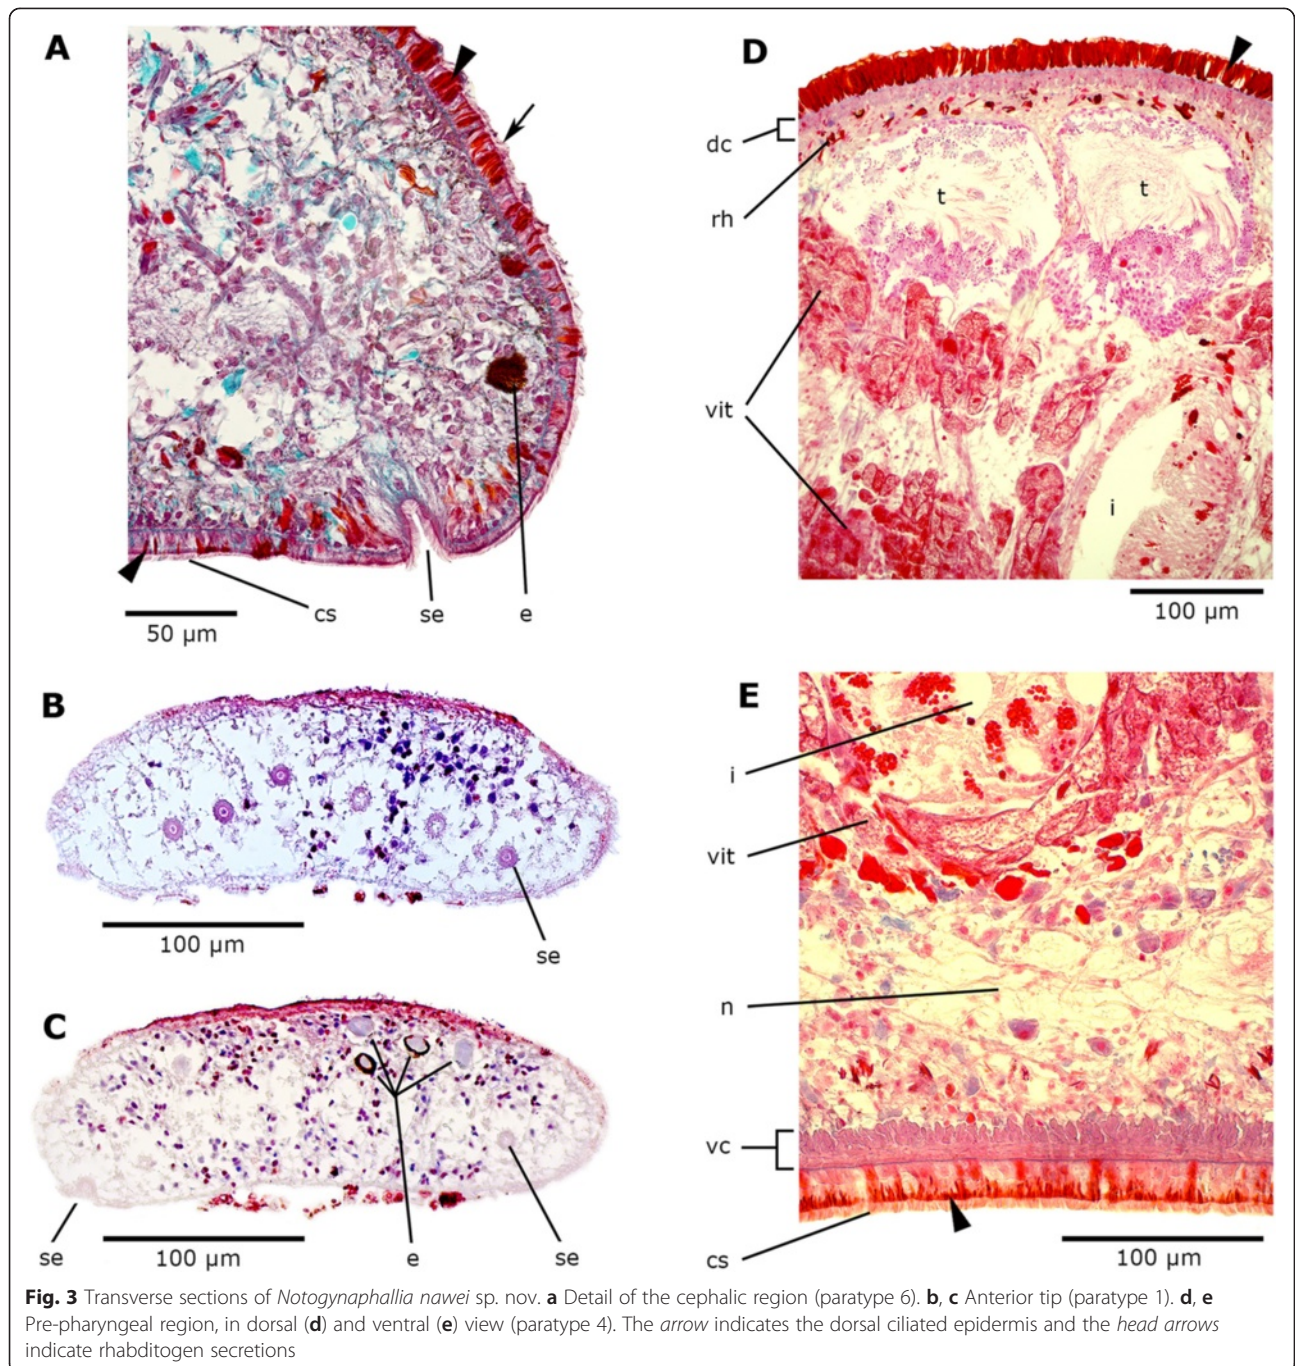 A
cs
se
e
50 µm
B
se
100 µm
C
se
e
se
100 µm
D
dc
rh
t
t
vit
i
100 µm
E
i
vit
n
vc
cs
100 µm
Fig. 3 Transverse sections of Notogynaphallia nawei sp. nov. a Detail of the cephalic region (paratype 6). b, c Anterior tip (paratype 1). d, e
Pre-pharyngeal region, in dorsal (d) and ventral (e) view (paratype 4). The arrow indicates the dorsal ciliated epidermis and the head arrows
indicate rhabditogen secretions